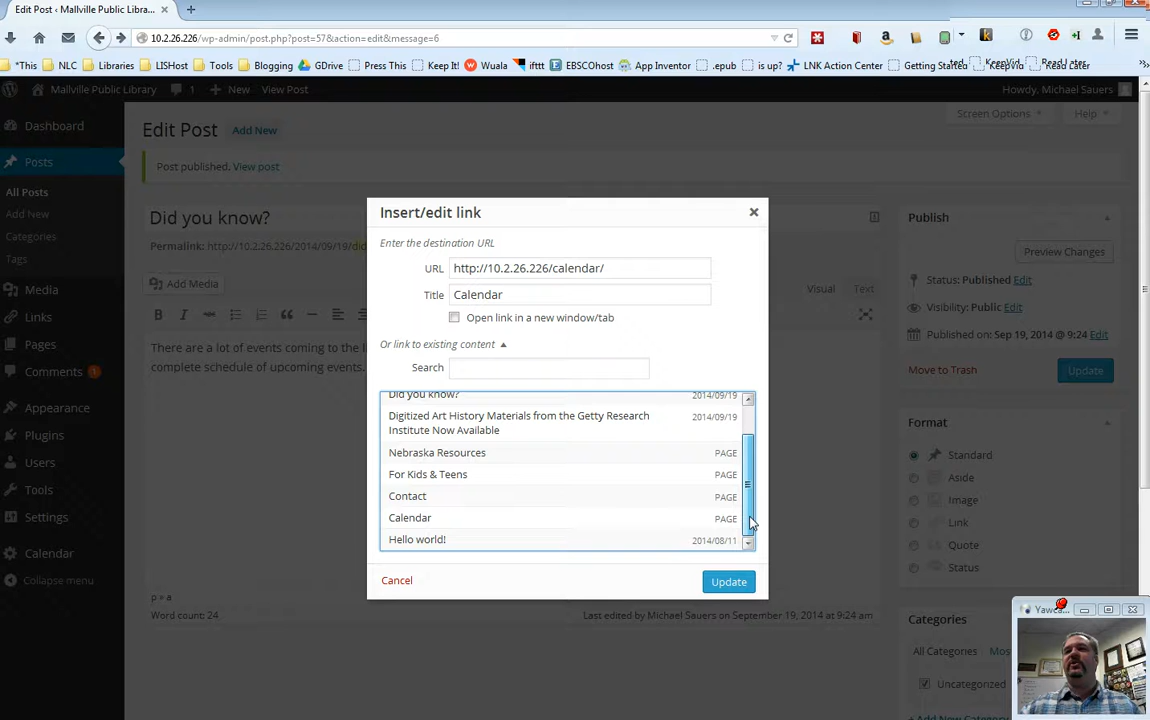 Edit Post ‹ Mallville Public Libra...
10.2.26.226/wp-admin/post.php?post=57&action=edit&message=6
*This NLC Libraries LISHost Tools Blogging GDrive Press This Keep It! Wuala ifttt EBSCOhost App Inventor .epub is up? LNK Action Center Getting Started KeepVid Read Later
Mallville Public Library 1 + New View Post Howdy, Michael Sauers
Dashboard
Posts
All Posts
Add New
Categories
Tags
Media
Links
Pages
Comments 1
Appearance
Plugins
Users
Tools
Settings
Calendar
Collapse menu
Edit Post Add New
Screen Options Help
Post published. View post
Did you know?
Permalink: http://10.2.26.226/2014/09/19/did
Add Media
Visual Text
There are a lot of events coming to the li
complete schedule of upcoming events.
p » a
Word count: 24
Last edited by Michael Sauers on September 19, 2014 at 9:24 am
Insert/edit link
Enter the destination URL
URL http://10.2.26.226/calendar/
Title Calendar
Open link in a new window/tab
Or link to existing content
Search
Did you know? 2014/09/19
Digitized Art History Materials from the Getty Research 2014/09/19
Institute Now Available
Nebraska Resources PAGE
For Kids & Teens PAGE
Contact PAGE
Calendar PAGE
Hello world! 2014/08/11
Cancel Update
Publish
Preview Changes
Status: Published Edit
Visibility: Public Edit
Published on: Sep 19, 2014 @ 9:24 Edit
Move to Trash Update
Format
Standard
Aside
Image
Link
Quote
Status
Categories
All Categories Mos
Uncategorized
+ Add New Category
Yawca